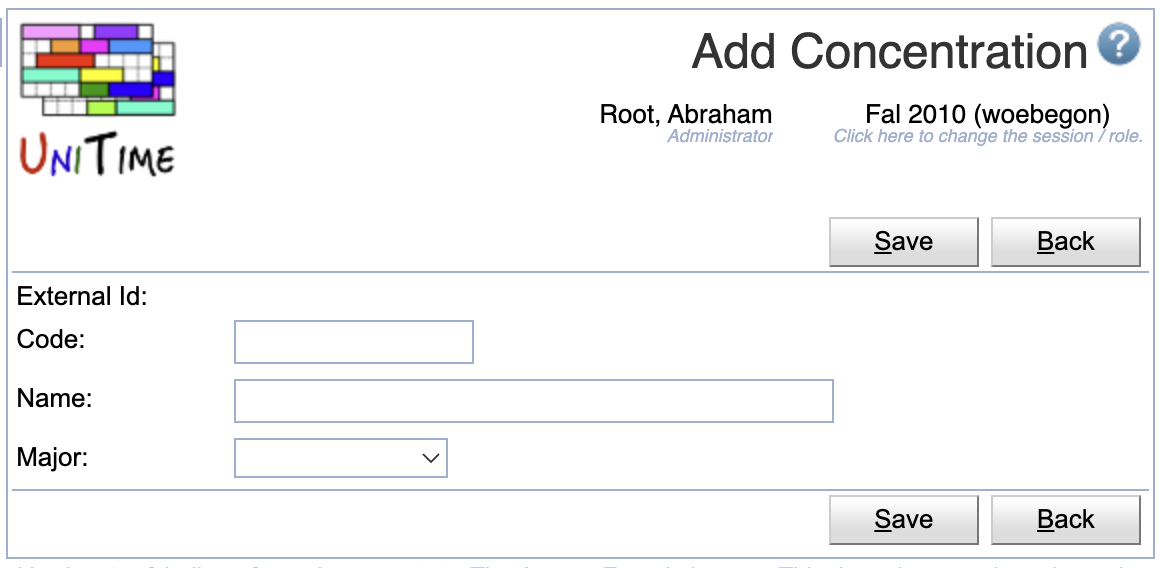 UNITIME
Add Concentration
?
Root, Abraham
Administrator
Fal 2010 (woebegon)
Click here to change the session / role.
Save Back
External Id:
Code:
Name:
Major:
Save Back